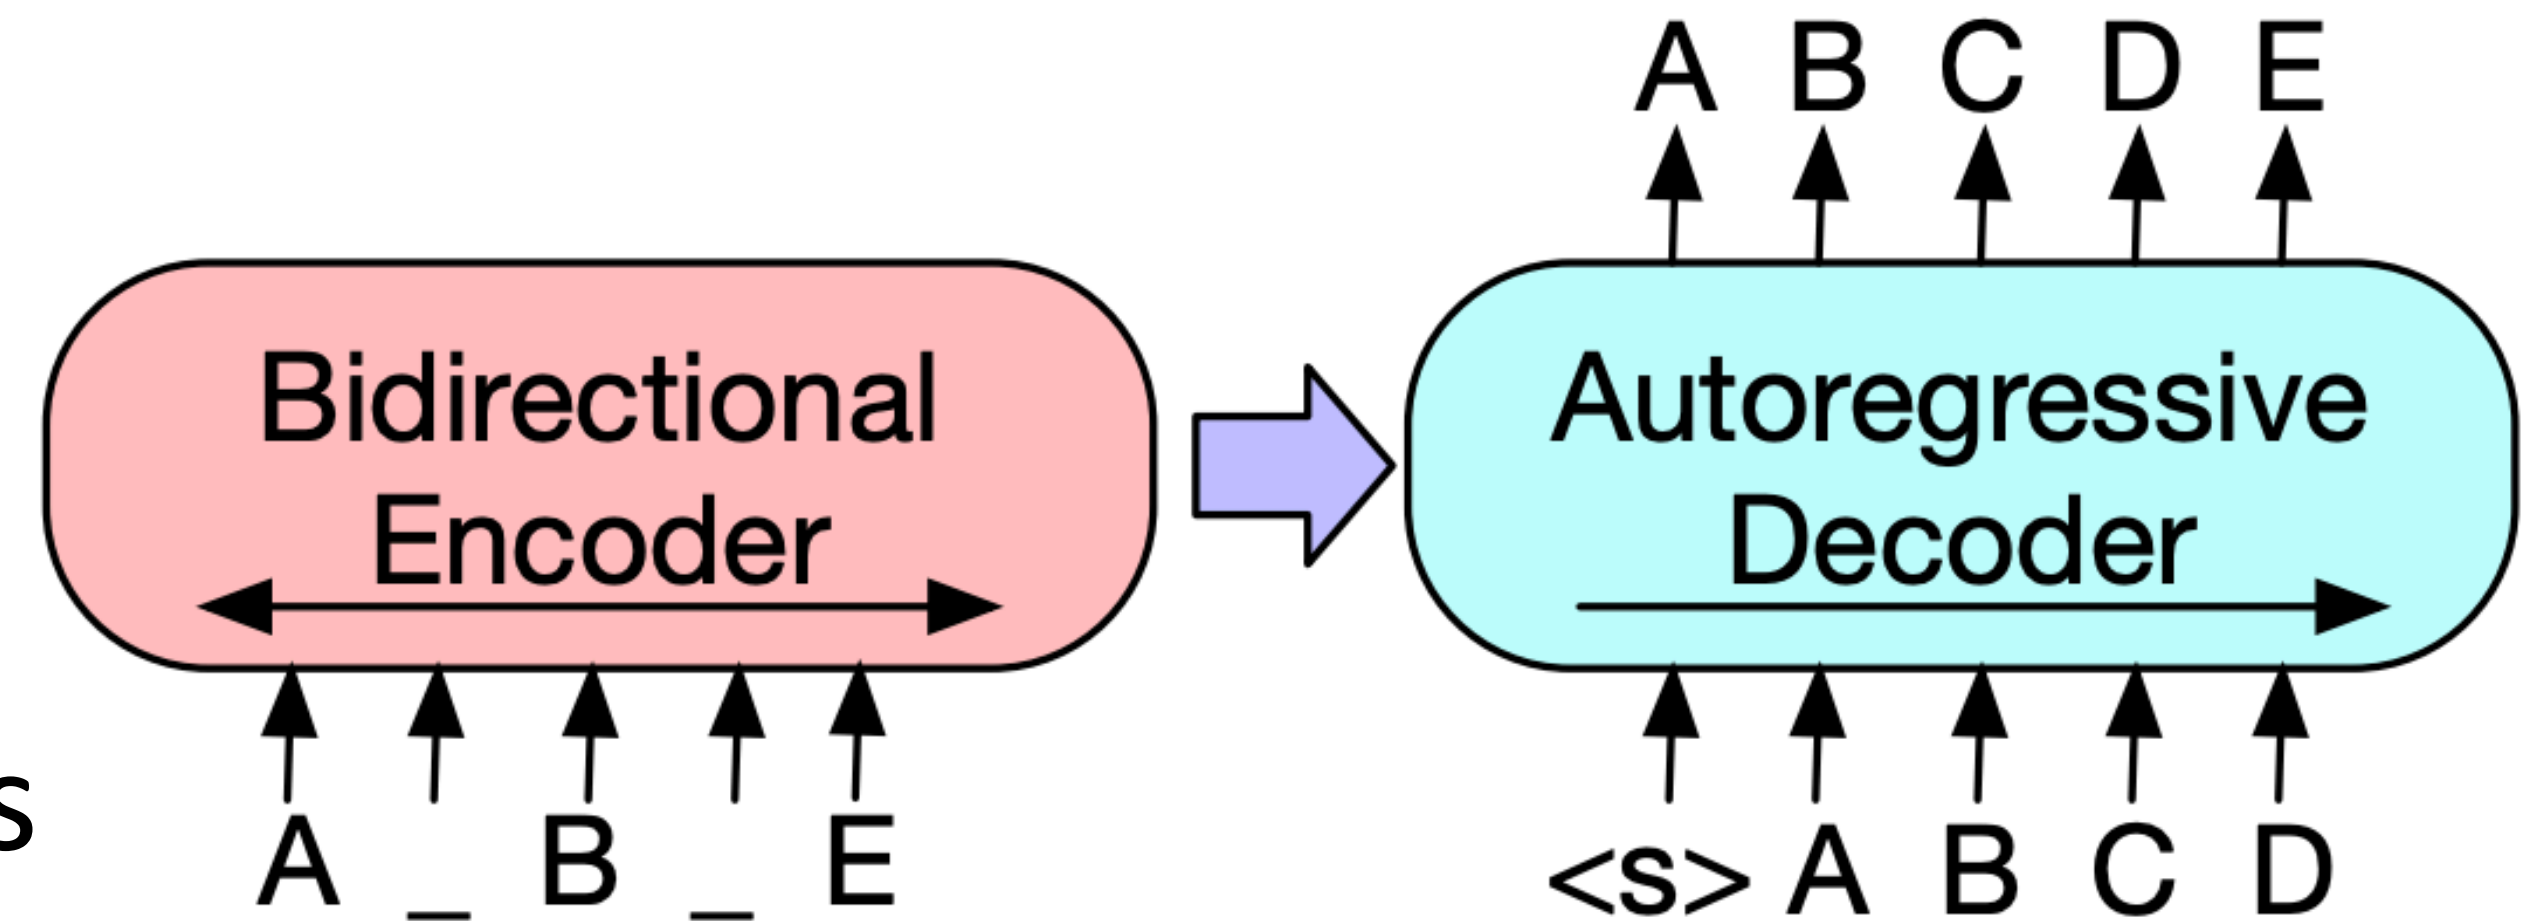 A B C D E
Bidirectional
Encoder
Autoregressive
Decoder
s
A _ B _ E
<s> A B C D